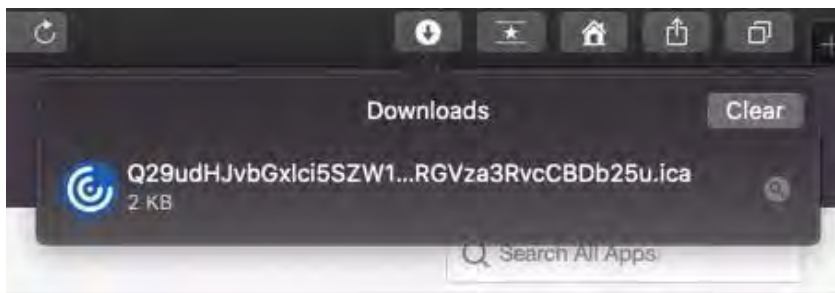 Downloads
Clear
Q29udHJvbGxlci5SZW1...RGVza3RvcCBDb25u.ica
2 KB
Search All Apps